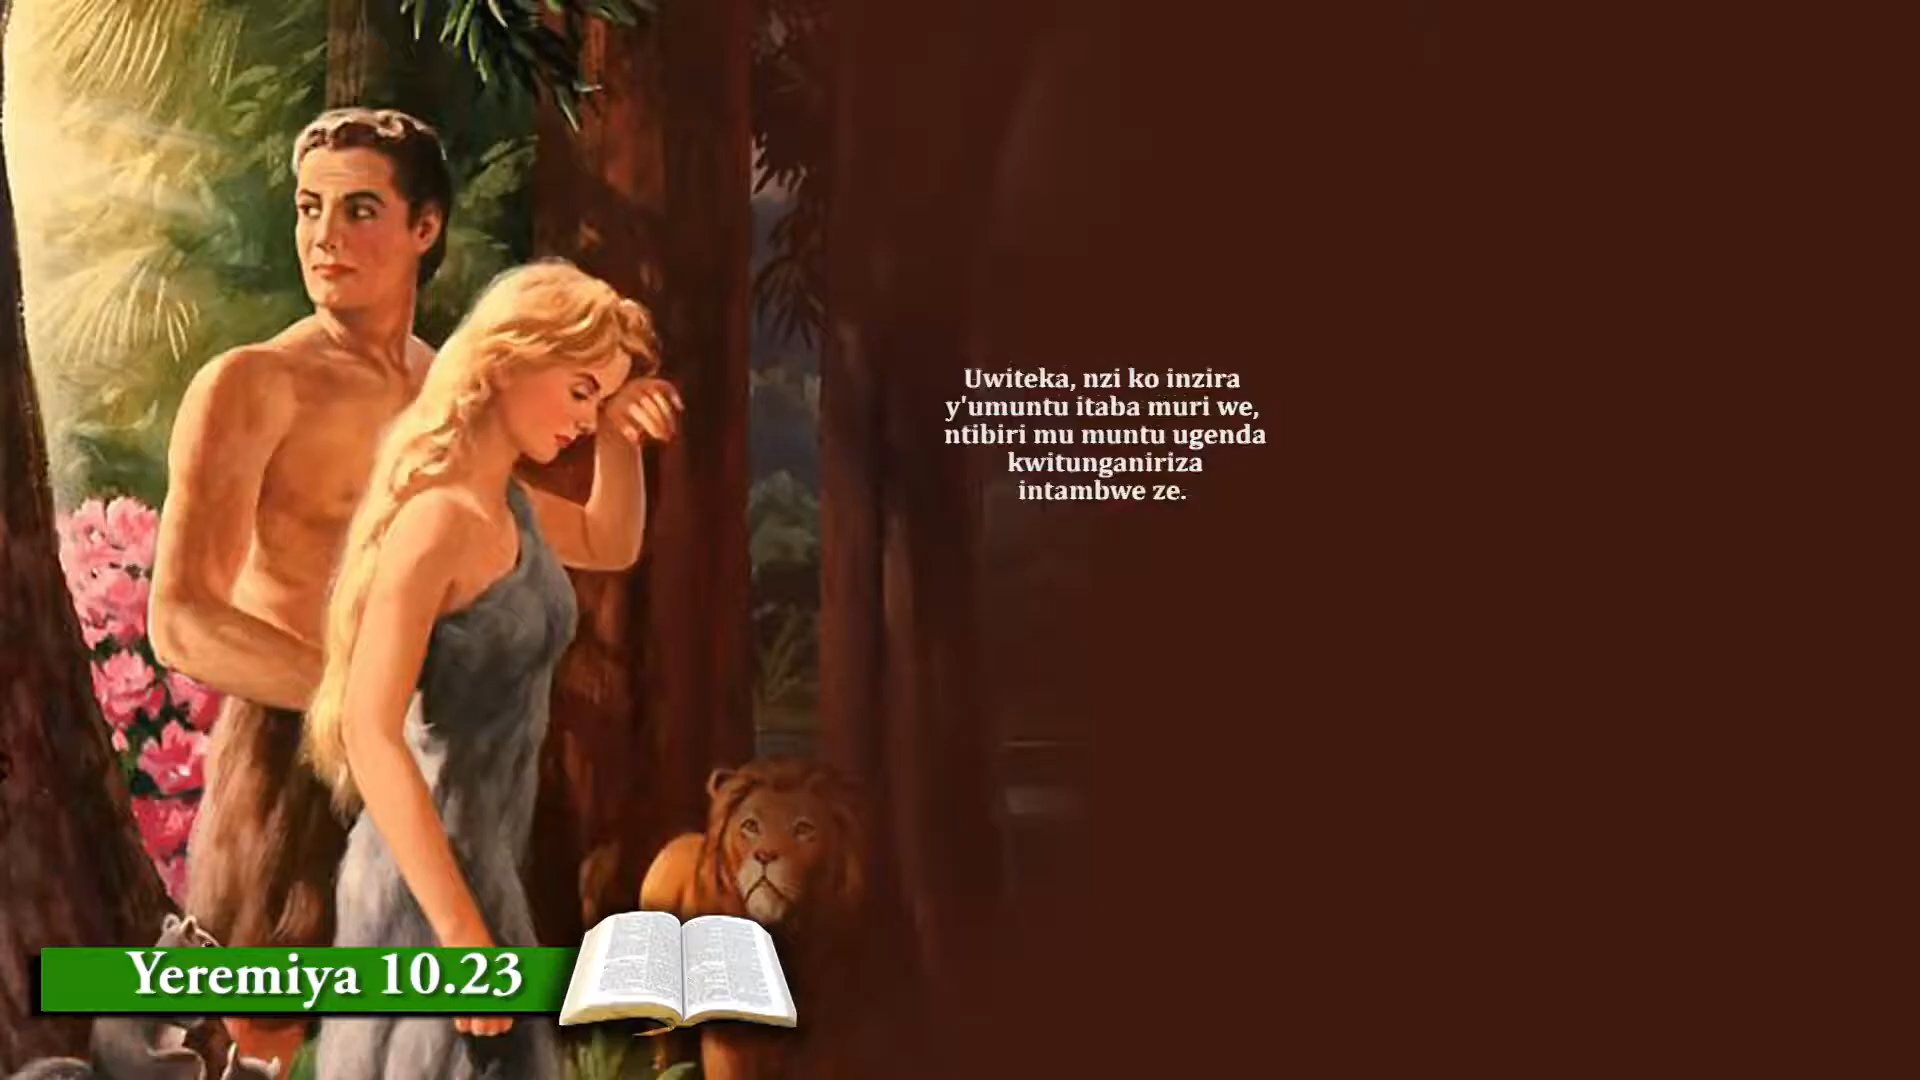 Uwiteka, nzi ko inzira
y'umuntu itaba muri we,
ntibiri mu muntu ugenda
kwitunganiriza
intambwe ze.
Yeremiya 10.23